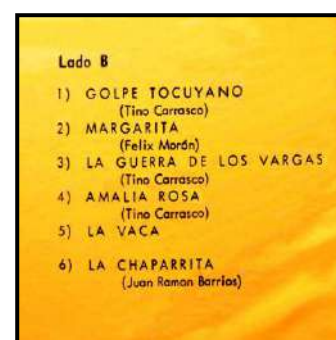 Lado B
1) GOLPE TOCUYANO
(Tino Carrasco)
2) MARGARITA
(Felix Morón)
3) LA GUERRA DE LOS VARGAS
(Tino Carrasco)
4) AMALIA ROSA
(Tino Carrasco)
5) LA VACA
6) LA CHAPARRITA
(Juan Ramon Barrios)